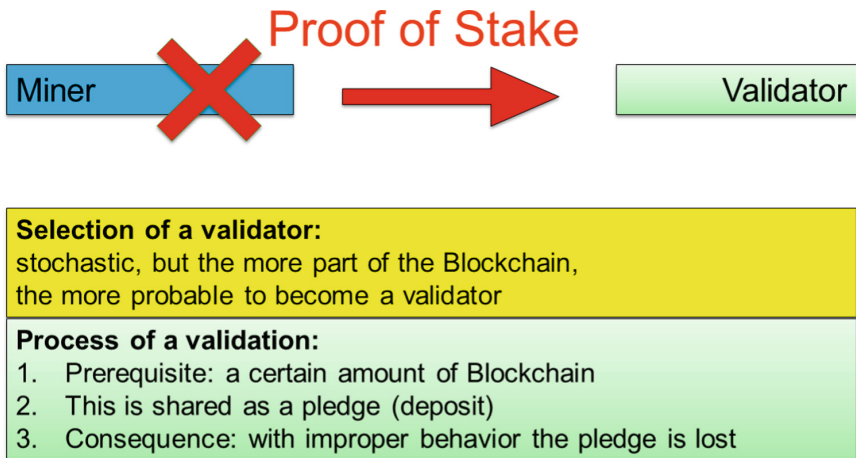 Proof of Stake
Miner
Validator
Selection of a validator:
stochastic, but the more part of the Blockchain,
the more probable to become a validator
Process of a validation:
1. Prerequisite: a certain amount of Blockchain
2. This is shared as a pledge (deposit)
3. Consequence: with improper behavior the pledge is lost